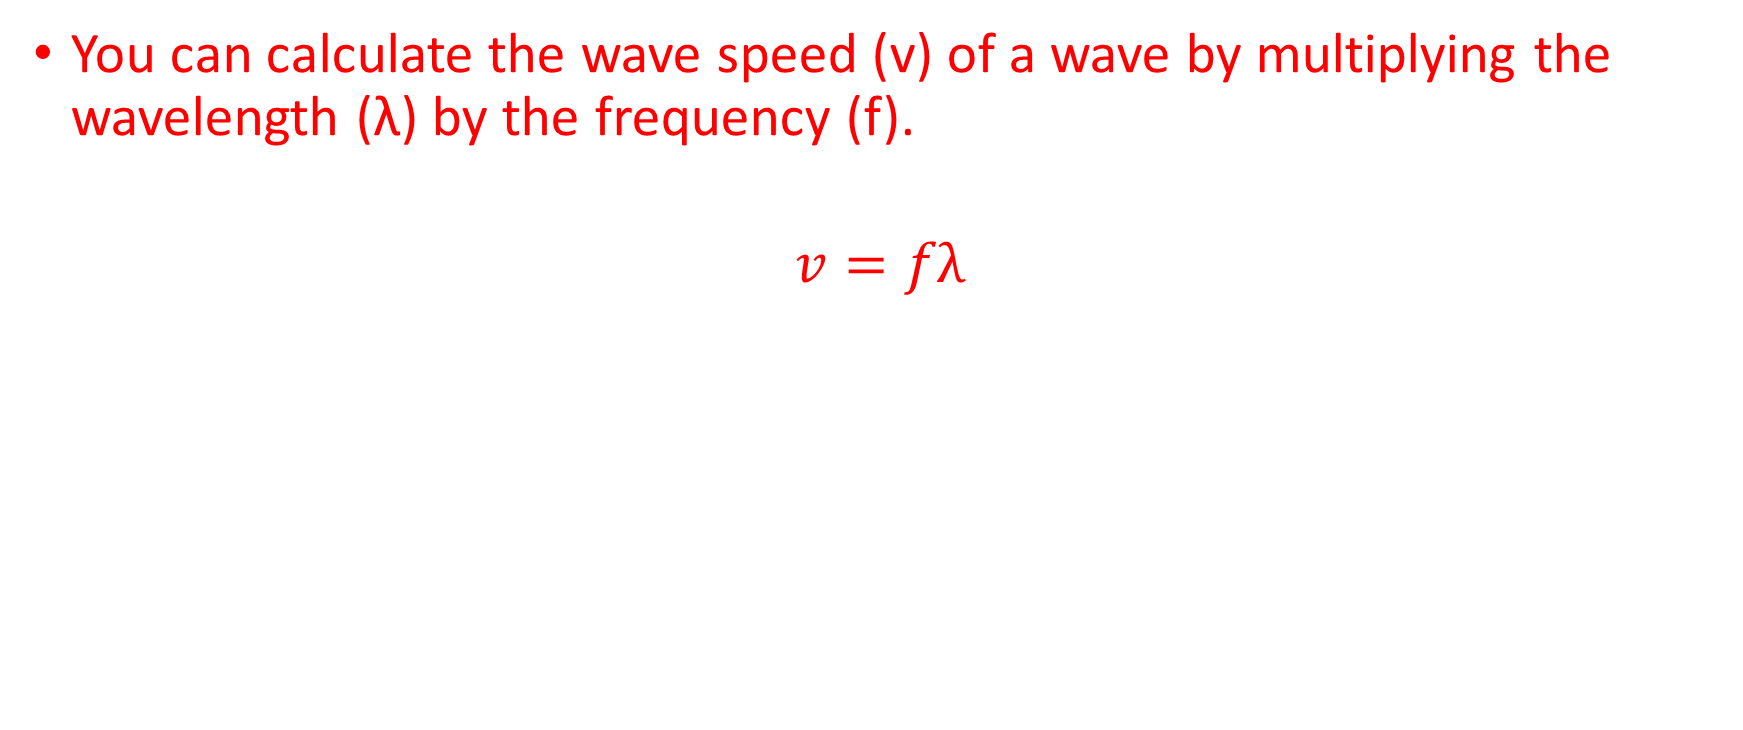 • You can calculate the wave speed (v) of a wave by multiplying the
wavelength (λ) by the frequency (f).
v = fλ